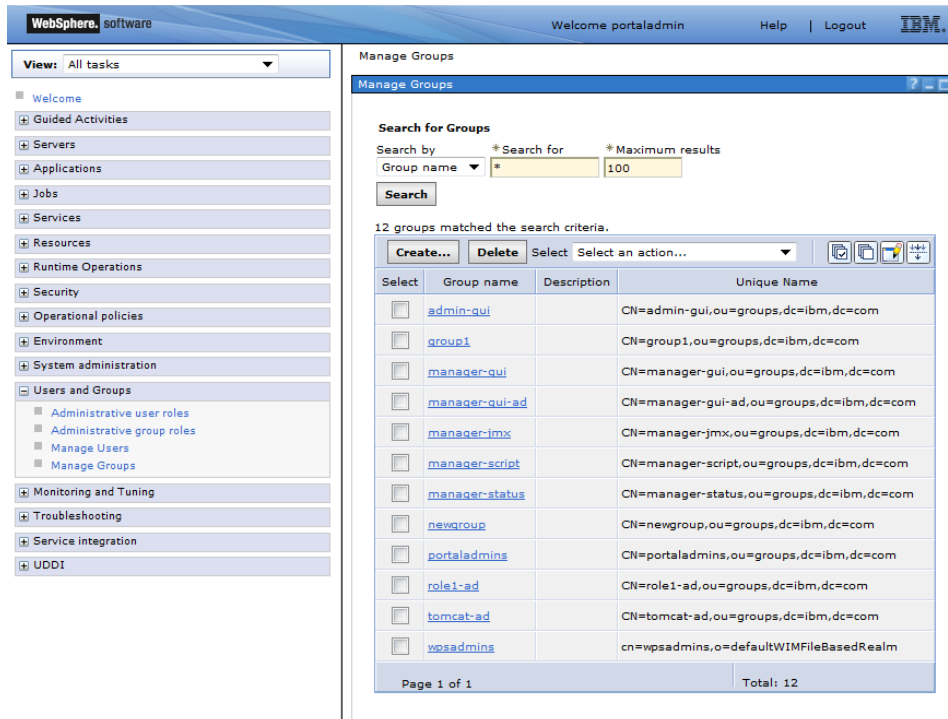 WebSphere. software
Welcome portaladmin Help | Logout IBM.
View: All tasks
Welcome
Guided Activities
Servers
Applications
Jobs
Services
Resources
Runtime Operations
Security
Operational policies
Environment
System administration
Users and Groups
Administrative user roles
Administrative group roles
Manage Users
Manage Groups
Monitoring and Tuning
Troubleshooting
Service integration
UDDI
Manage Groups
Manage Groups ?
Search for Groups
Search by *Search for *Maximum results
Group name * 100
Search
12 groups matched the search criteria.
Create... Delete Select Select an action...
Select Group name Description Unique Name
admin-gui CN=admin-gui,ou=groups,dc=ibm,dc=com
group1 CN=group1,ou=groups,dc=ibm,dc=com
manager-gui CN=manager-gui,ou=groups,dc=ibm,dc=com
manager-gui-ad CN=manager-gui-ad,ou=groups,dc=ibm,dc=com
manager-jmx CN=manager-jmx,ou=groups,dc=ibm,dc=com
manager-script CN=manager-script,ou=groups,dc=ibm,dc=com
manager-status CN=manager-status,ou=groups,dc=ibm,dc=com
newgroup CN=newgroup,ou=groups,dc=ibm,dc=com
portaladmins CN=portaladmins,ou=groups,dc=ibm,dc=com
role1-ad CN=role1-ad,ou=groups,dc=ibm,dc=com
tomcat-ad CN=tomcat-ad,ou=groups,dc=ibm,dc=com
wpsadmins cn=wpsadmins,o=defaultWIMFileBasedRealm
Page 1 of 1 Total: 12